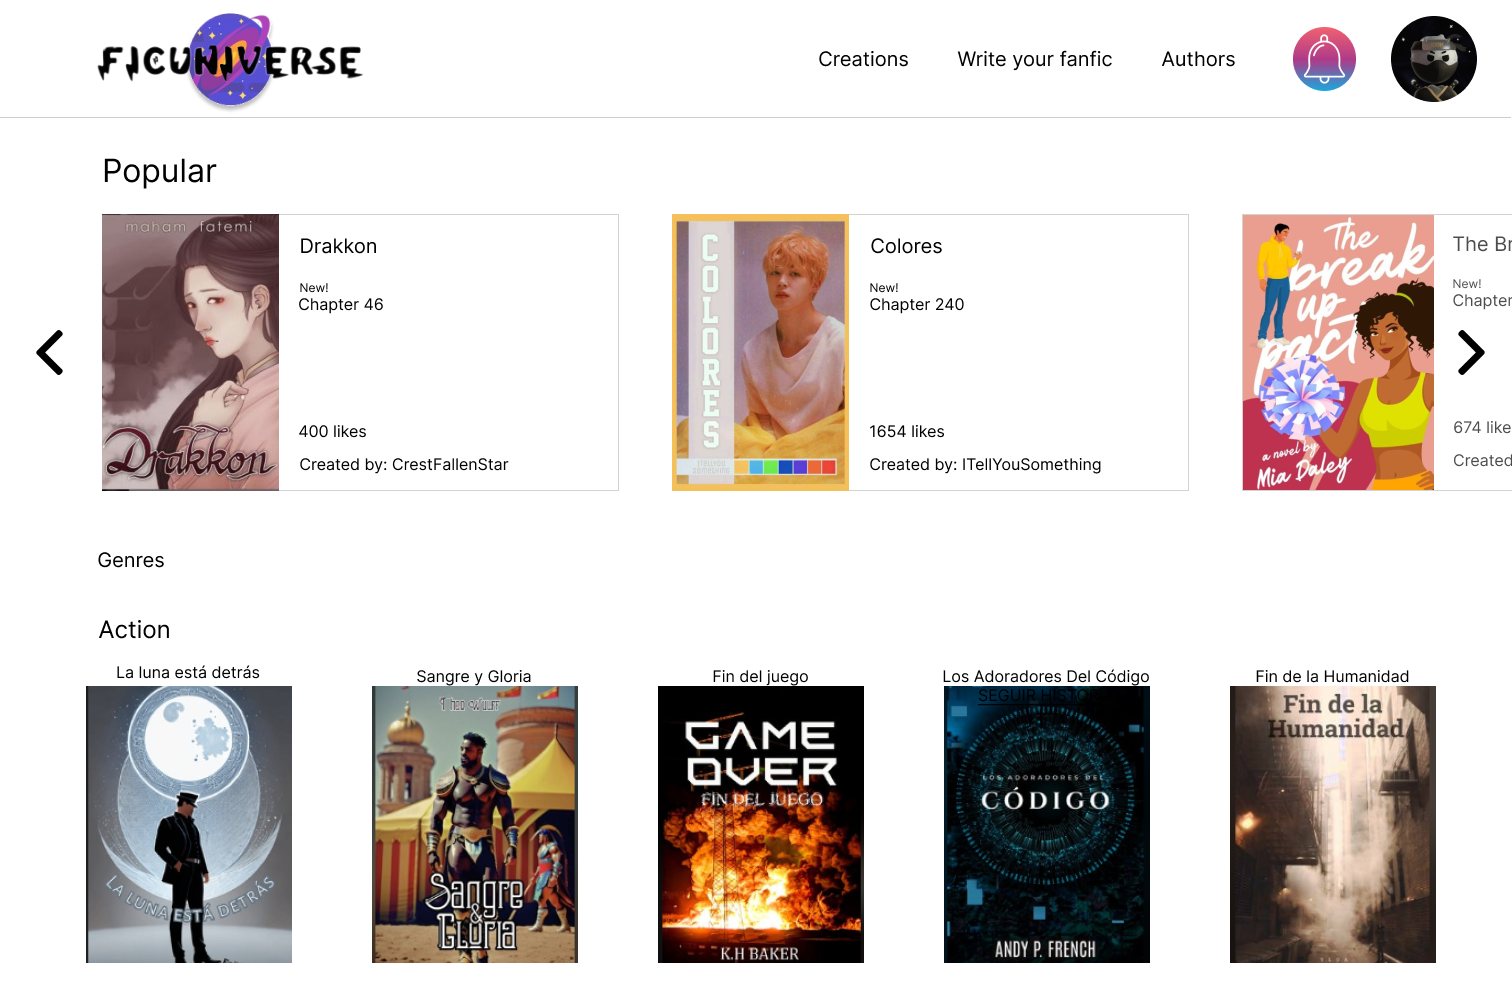 FICUNIVERSE
Creations
Write your fanfic
Authors
Popular
maham fatemi
Drakkon
Drakkon
New!
Chapter 46
400 likes
Created by: CrestFallenStar
COLORES
ITELLYOU
SOMETHING
Colores
New!
Chapter 240
1654 likes
Created by: ITellYouSomething
The
break
up
pact
a novel by
Mia Daley
The Br
New!
Chapter
674 like
Created
Genres
Action
La luna está detrás
LA LUNA ESTÁ DETRÁS
Sangre y Gloria
Sangre
&
Gloria
Fin del juego
GAME
OVER
FIN DEL JUEGO
K.H BAKER
Los Adoradores Del Código
SEGUIR HISTO
LOS ADORADORES DEL
CÓDIGO
ANDY P. FRENCH
Fin de la Humanidad
Fin de la
Humanidad